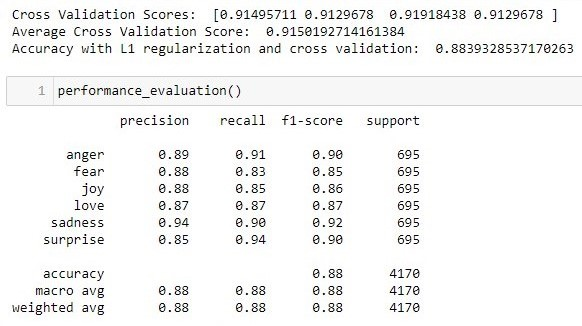 Cross Validation Scores:  [0.91495711 0.9129678  0.91918438 0.9129678 ]
Average Cross Validation Score:  0.9150192714161384
Accuracy with L1 regularization and cross validation:  0.8839328537170263
1 performance_evaluation()
precision recall f1-score support
anger 0.89 0.91 0.90 695
fear 0.88 0.83 0.85 695
joy 0.88 0.85 0.86 695
love 0.87 0.87 0.87 695
sadness 0.94 0.90 0.92 695
surprise 0.85 0.94 0.90 695
accuracy 0.88 4170
macro avg 0.88 0.88 0.88 4170
weighted avg 0.88 0.88 0.88 4170